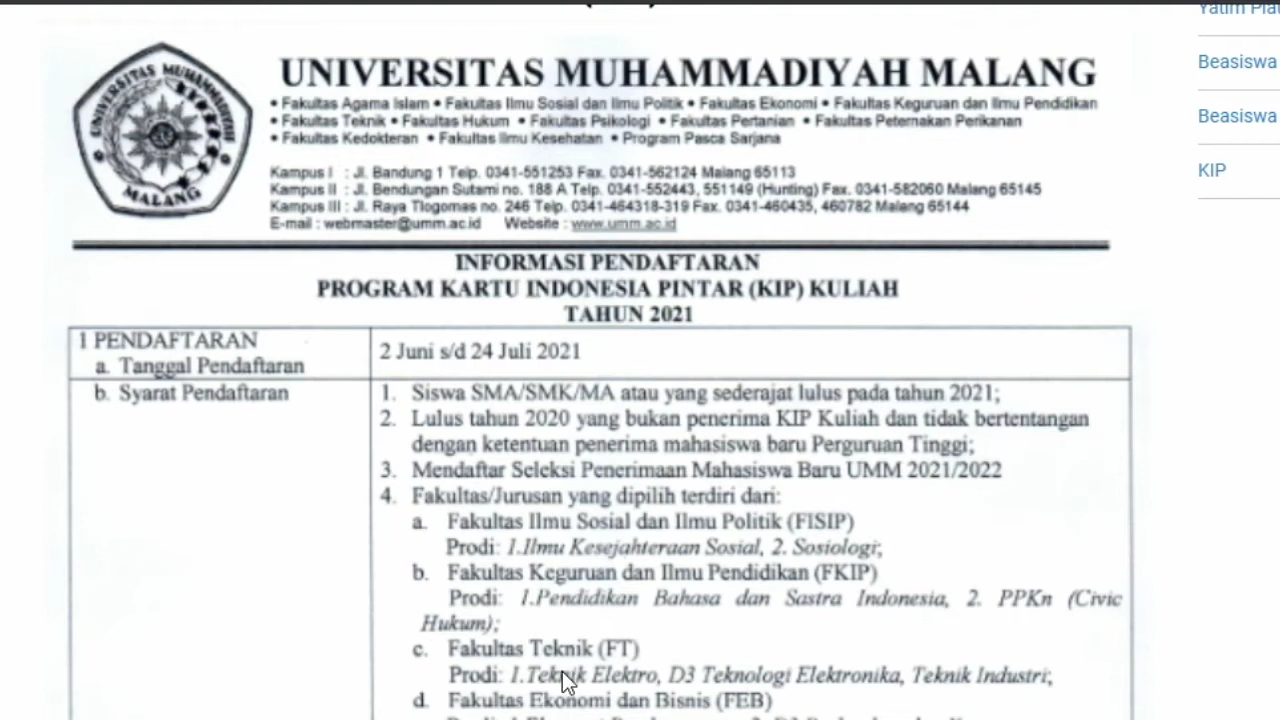 Yatim Piat
Beasiswa
Beasiswa
KIP
UNIVERSITAS MUHAMMADIYAH MALANG
UNIVERSITAS MUHAMMADIYAH MALANG
• Fakultas Agama Islam • Fakultas Ilmu Sosial dan Ilmu Politik • Fakultas Ekonomi • Fakultas Keguruan dan Ilmu Pendidikan
• Fakultas Teknik • Fakultas Hukum • Fakultas Psikologi • Fakultas Pertanian • Fakultas Peternakan Perikanan
• Fakultas Kedokteran • Fakultas Ilmu Kesehatan • Program Pasca Sarjana
Kampus I : Jl. Bandung 1 Telp. 0341-551253 Fax. 0341-562124 Malang 65113
Kampus II : Jl. Bendungan Sutami no. 188 A Telp. 0341-552443, 551149 (Hunting) Fax. 0341-582060 Malang 65145
Kampus III : Jl. Raya Tlogomas no. 246 Telp. 0341-464318-319 Fax. 0341-460435, 460782 Malang 65144
E-mail : webmaster@umm.ac.id Website : www.umm.ac.id
INFORMASI PENDAFTARAN
PROGRAM KARTU INDONESIA PINTAR (KIP) KULIAH
TAHUN 2021
1 PENDAFTARAN
a. Tanggal Pendaftaran
2 Juni s/d 24 Juli 2021
b. Syarat Pendaftaran
1. Siswa SMA/SMK/MA atau yang sederajat lulus pada tahun 2021;
2. Lulus tahun 2020 yang bukan penerima KIP Kuliah dan tidak bertentangan
dengan ketentuan penerima mahasiswa baru Perguruan Tinggi;
3. Mendaftar Seleksi Penerimaan Mahasiswa Baru UMM 2021/2022
4. Fakultas/Jurusan yang dipilih terdiri dari:
a. Fakultas Ilmu Sosial dan Ilmu Politik (FISIP)
Prodi: 1.Ilmu Kesejahteraan Sosial, 2. Sosiologi;
b. Fakultas Keguruan dan Ilmu Pendidikan (FKIP)
Prodi: 1.Pendidikan Bahasa dan Sastra Indonesia, 2. PPKn (Civic
Hukum);
c. Fakultas Teknik (FT)
Prodi: 1.Teknik Elektro, D3 Teknologi Elektronika, Teknik Industri;
d. Fakultas Ekonomi dan Bisnis (FEB)